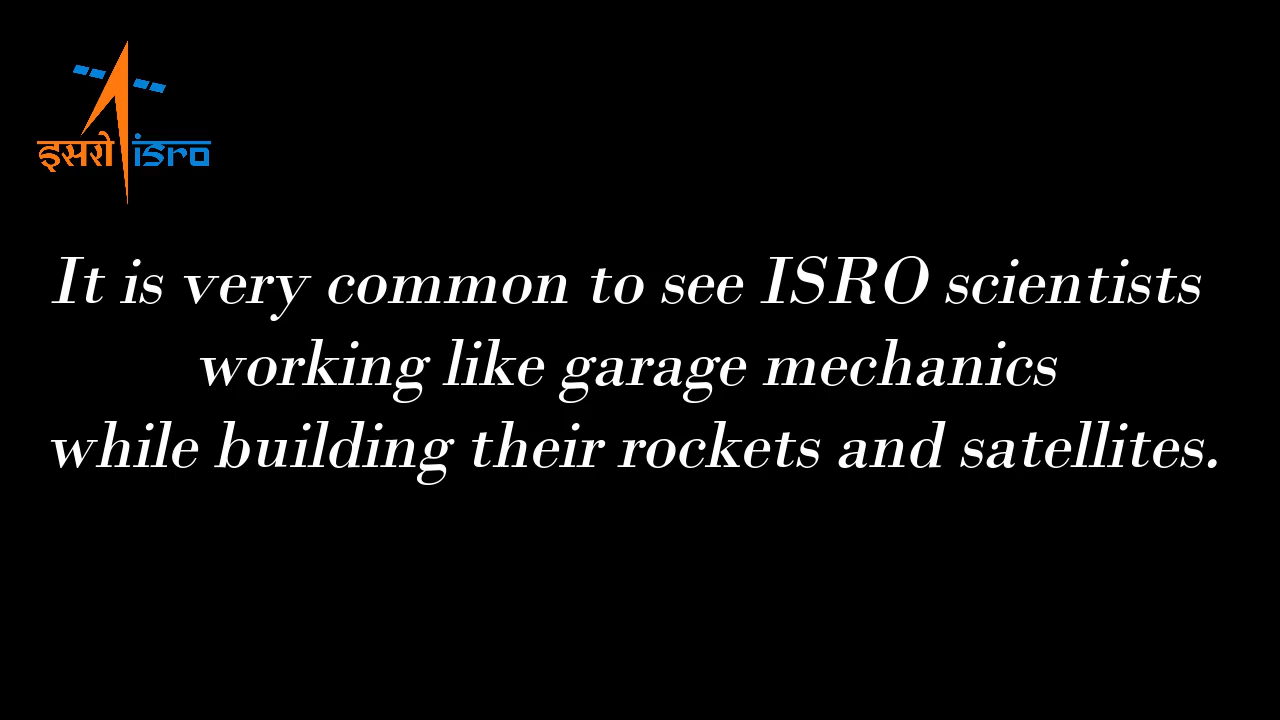 इसरो isro
It is very common to see ISRO scientists
working like garage mechanics
while building their rockets and satellites.